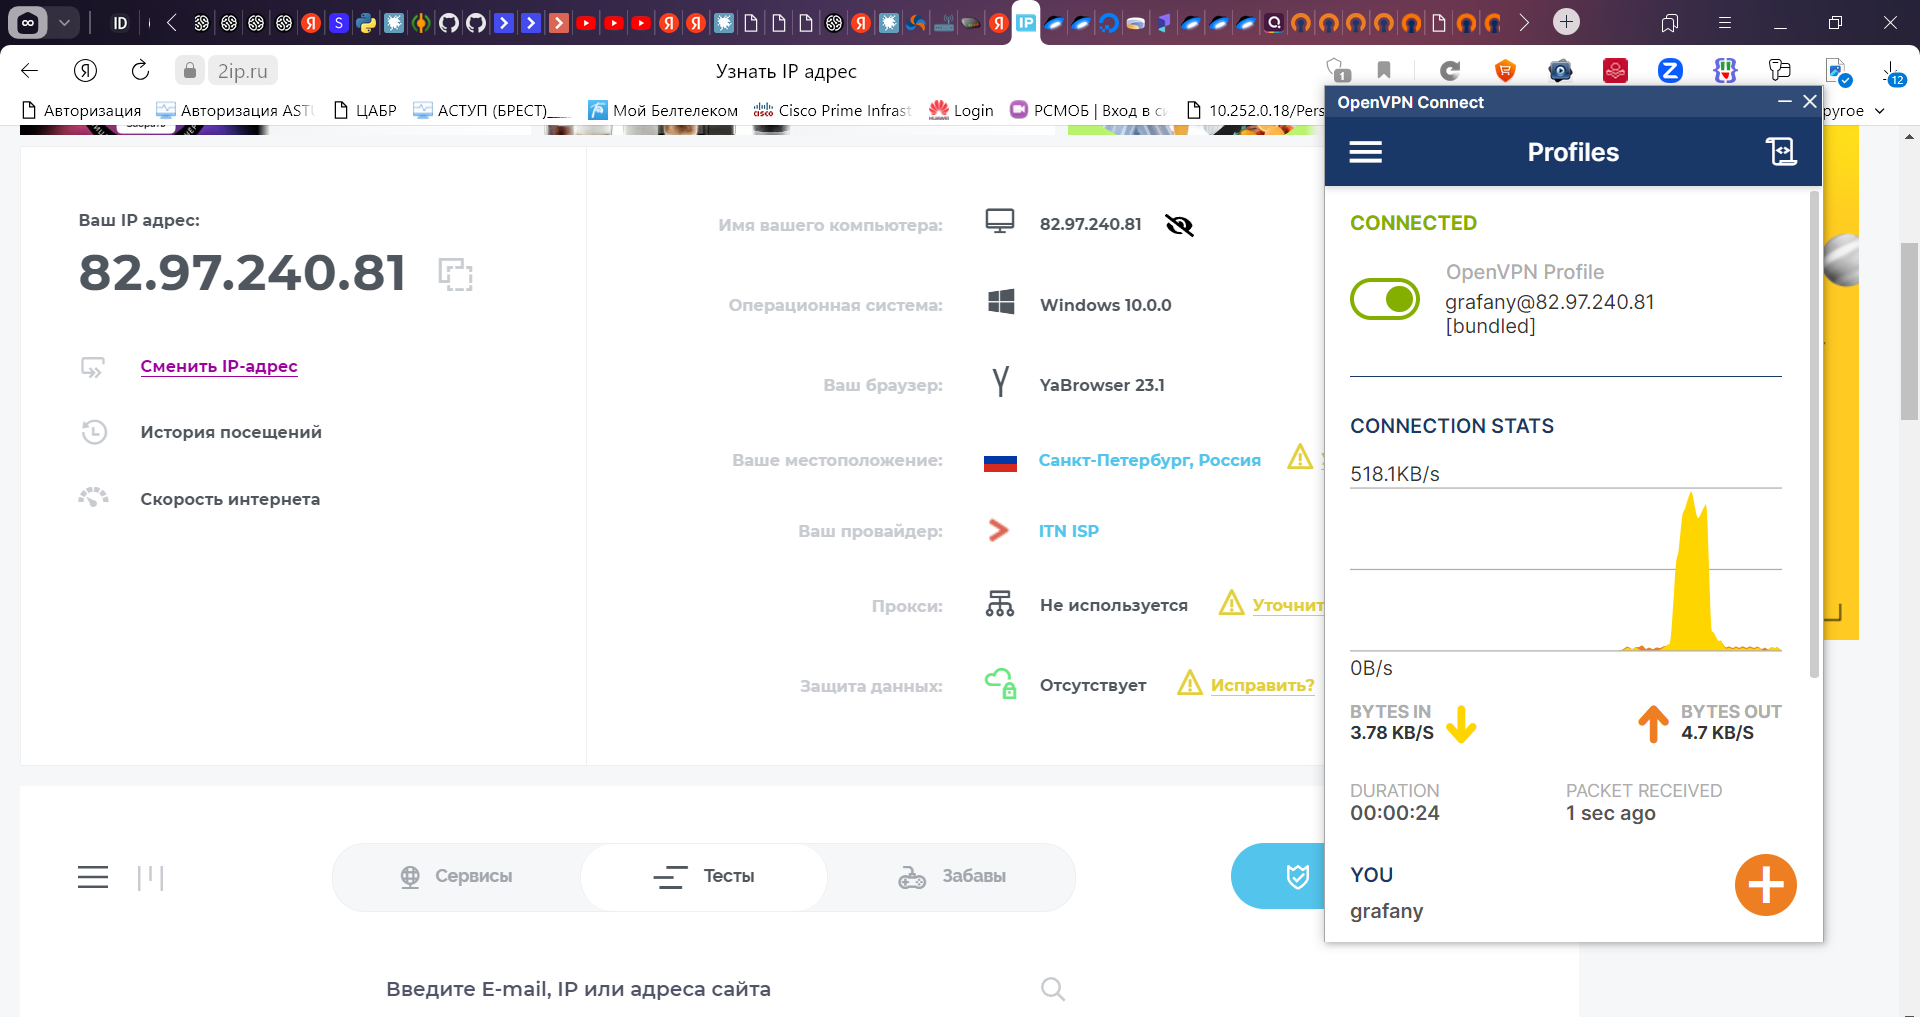 ID
IP
2ip.ru
Узнать IP адрес
1
12
Авторизация
Авторизация ASTU
ЦАБР
АСТУП (БРЕСТ)__
Мой Белтелеком
Cisco Prime Infrast
Login
РСМОБ | Вход в си
10.252.0.18/Pers
ругое
Ваш IP адрес:
82.97.240.81
Сменить IP-адрес
История посещений
Скорость интернета
Имя вашего компьютера:
82.97.240.81
Операционная система:
Windows 10.0.0
Ваш браузер:
YaBrowser 23.1
Ваше местоположение:
Санкт-Петербург, Россия
Ваш провайдер:
ITN ISP
Прокси:
Не используется
Уточнит
Защита данных:
Отсутствует
Исправить?
Сервисы
Тесты
Забавы
Введите E-mail, IP или адреса сайта
OpenVPN Connect
Profiles
CONNECTED
OpenVPN Profile
grafany@82.97.240.81
[bundled]
CONNECTION STATS
518.1KB/s
0B/s
BYTES IN
3.78 KB/S
BYTES OUT
4.7 KB/S
DURATION
00:00:24
PACKET RECEIVED
1 sec ago
YOU
grafany